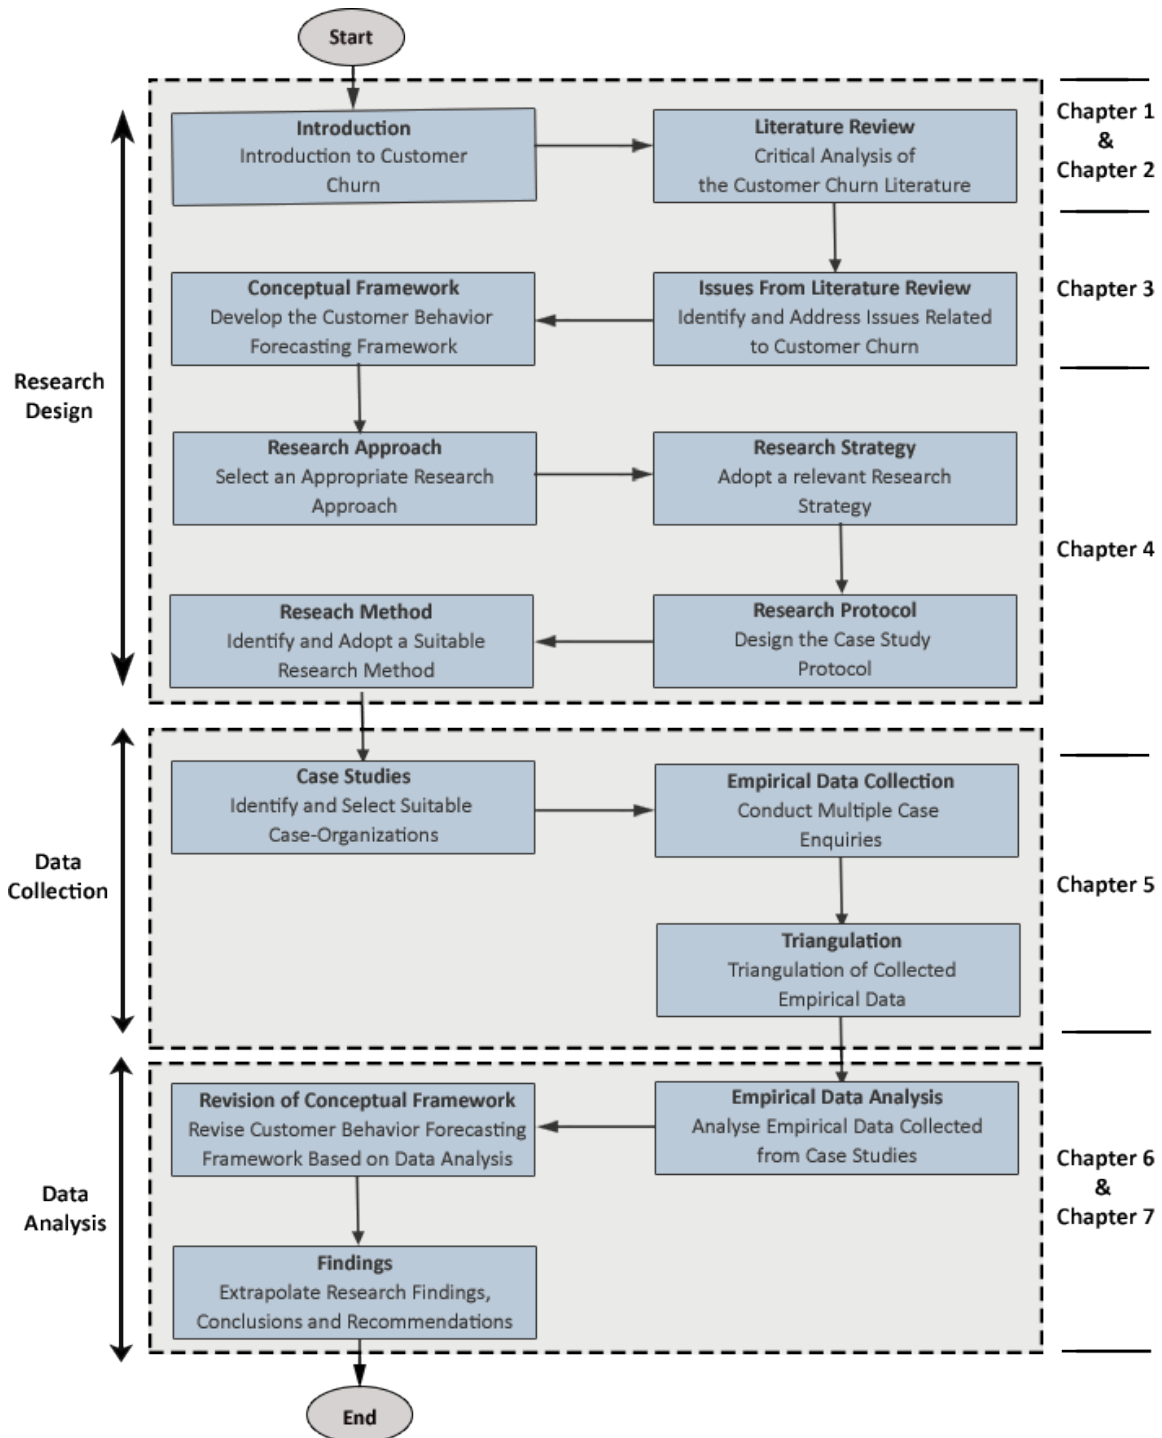 Start
Introduction
Introduction to Customer
Churn
Literature Review
Critical Analysis of
the Customer Churn Literature
Chapter 1
&
Chapter 2
Conceptual Framework
Develop the Customer Behavior
Forecasting Framework
Issues From Literature Review
Identify and Address Issues Related
to Customer Churn
Chapter 3
Research
Design
Research Approach
Select an Appropriate Research
Approach
Research Strategy
Adopt a relevant Research
Strategy
Chapter 4
Reseach Method
Identify and Adopt a Suitable
Research Method
Research Protocol
Design the Case Study
Protocol
Case Studies
Identify and Select Suitable
Case-Organizations
Empirical Data Collection
Conduct Multiple Case
Enquiries
Data
Collection
Chapter 5
Triangulation
Triangulation of Collected
Empirical Data
Revision of Conceptual Framework
Revise Customer Behavior Forecasting
Framework Based on Data Analysis
Empirical Data Analysis
Analyse Empirical Data Collected
from Case Studies
Chapter 6
&
Chapter 7
Data
Analysis
Findings
Extrapolate Research Findings,
Conclusions and Recommendations
End